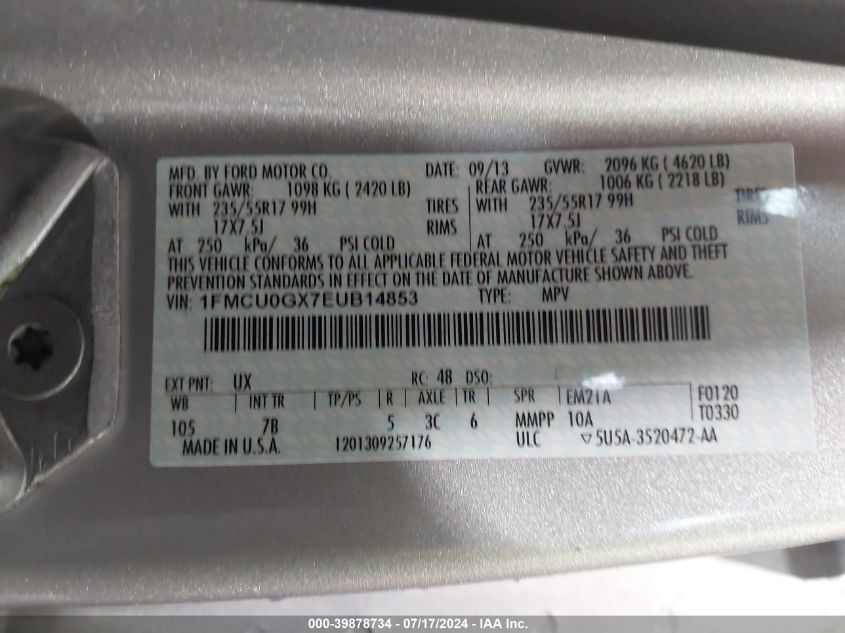 MFD. BY FORD MOTOR CO. DATE: 09/13 GVWR: 2096 KG ( 4620 LB)
FRONT GAWR: 1098 KG ( 2420 LB) REAR GAWR: 1006 KG ( 2218 LB)
WITH 235/55R17 99H TIRES WITH 235/55R17 99H TIRES
17X7.5J RIMS 17X7.5J RIMS
AT 250 kPa/ 36 PSI COLD AT 250 kPa/ 36 PSI COLD
THIS VEHICLE CONFORMS TO ALL APPLICABLE FEDERAL MOTOR VEHICLE SAFETY AND THEFT
PREVENTION STANDARDS IN EFFECT ON THE DATE OF MANUFACTURE SHOWN ABOVE.
VIN: 1FMCU0GX7EUB14853 TYPE: MPV
EXT PNT: UX RC: 48 DSO:
WB INT TR TP/PS R AXLE TR SPR EM21A F0120
105 7B 5 3C 6 MMPP 10A T0330
MADE IN U.S.A. 1201309257176 ULC ▽5U5A-3520472-AA
000-39878734 - 07/17/2024 - IAA Inc.